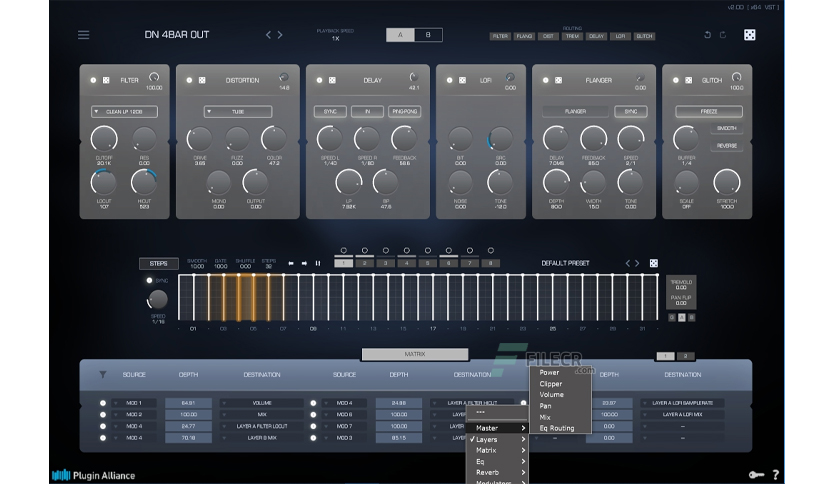 v2.00 [ x64 VST ]
DN 4BAR OUT
PLAYBACK SPEED
1X
A B
ROUTING
FILTER FLANG DIST TREM DELAY LOFI GLITCH
FILTER 100.00
DISTORTION 14.8
DELAY 42.1
LOFI 0.00
FLANGER 0.00
GLITCH 100.0
CLEAN LP 12DB
TUBE
SYNC IN PING-PONG
FLANGER SYNC
FREEZE
SMOOTH
REVERSE
CUTOFF RES DRIVE FUZZ COLOR SPEED L SPEED R FEEDBACK BIT SRC DELAY FEEDBACK SPEED BUFFER
20.1K 0.00 3.66 0.00 47.2 1/4D 1/8D 56.6 0.00 0.00 7.0MS 85.0 2/1 1/4
LOCUT HICUT MONO OUTPUT LP BP NOISE TONE DEPTH WIDTH TONE SCALE STRETCH
107 523 0.00 0.00 7.92K 47.5 0.00 -12.0 80.0 15.0 0.00 OFF 100.0
STEPS
SMOOTH GATE SHUFFLE STEPS
10.00 100.0 0.00 32
1 2 3 4 5 6 7 8
DEFAULT PRESET
SYNC
SPEED
1/16
TREMOLO
0.00
PAN FLIP
0.00
01 03 05 07 09 11 13 15 17 19 21 23 25 27 29 31
MATRIX
1 2
SOURCE DEPTH DESTINATION SOURCE DEPTH DESTINATION DEPTH DESTINATION
MOD 1 64.91 VOLUME MOD 4 24.88 LAYER A FILTER HICUT 83.87 LAYER A LOFI SAMPLERATE
MOD 2 100.00 MIX MOD 6 100.00 LAYER 100.00 LAYER A LOFI MIX
MOD 4 24.77 LAYER A FILTER LOCUT MOD 7 100.00 LAYER 0.00 --
MOD 4 70.18 LAYER B MIX MOD 3 65.15 LAYER -- 0.00 --
FILECR
.com
Power
Clipper
Volume
Pan
Mix
Eq Routing
---
Master
Layers
Matrix
Eq
Reverb
Modulators
Plugin Alliance
?